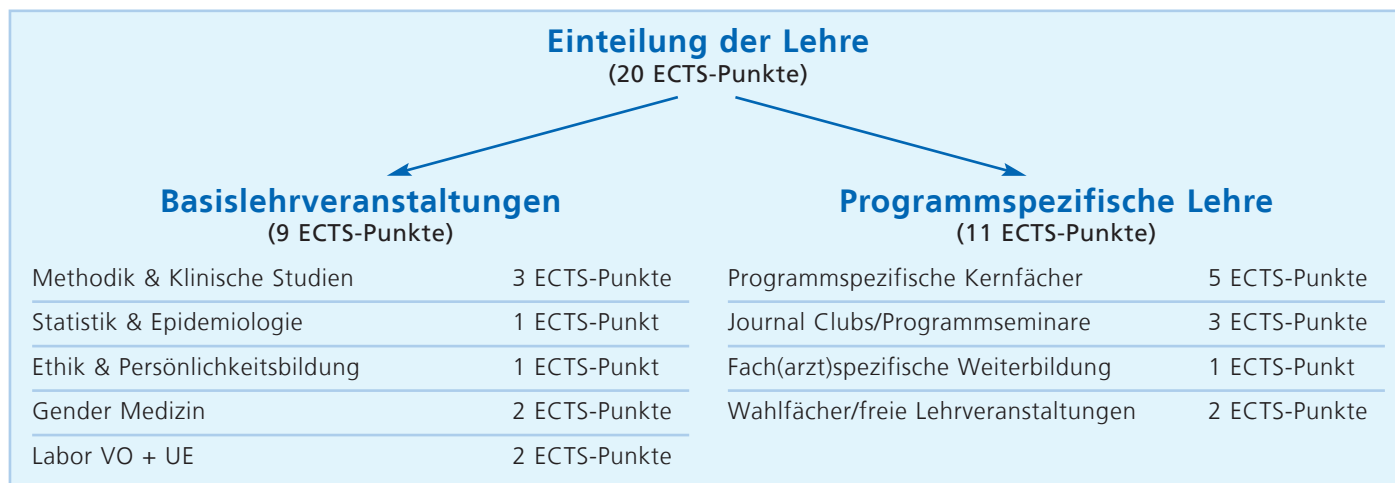 Einteilung der Lehre
(20 ECTS-Punkte)
Basislehrveranstaltungen
(9 ECTS-Punkte)
Methodik & Klinische Studien 3 ECTS-Punkte
Statistik & Epidemiologie 1 ECTS-Punkt
Ethik & Persönlichkeitsbildung 1 ECTS-Punkt
Gender Medizin 2 ECTS-Punkte
Labor VO + UE 2 ECTS-Punkte
Programmspezifische Lehre
(11 ECTS-Punkte)
Programmspezifische Kernfächer 5 ECTS-Punkte
Journal Clubs/Programmseminare 3 ECTS-Punkte
Fach(arzt)spezifische Weiterbildung 1 ECTS-Punkt
Wahlfächer/freie Lehrveranstaltungen 2 ECTS-Punkte